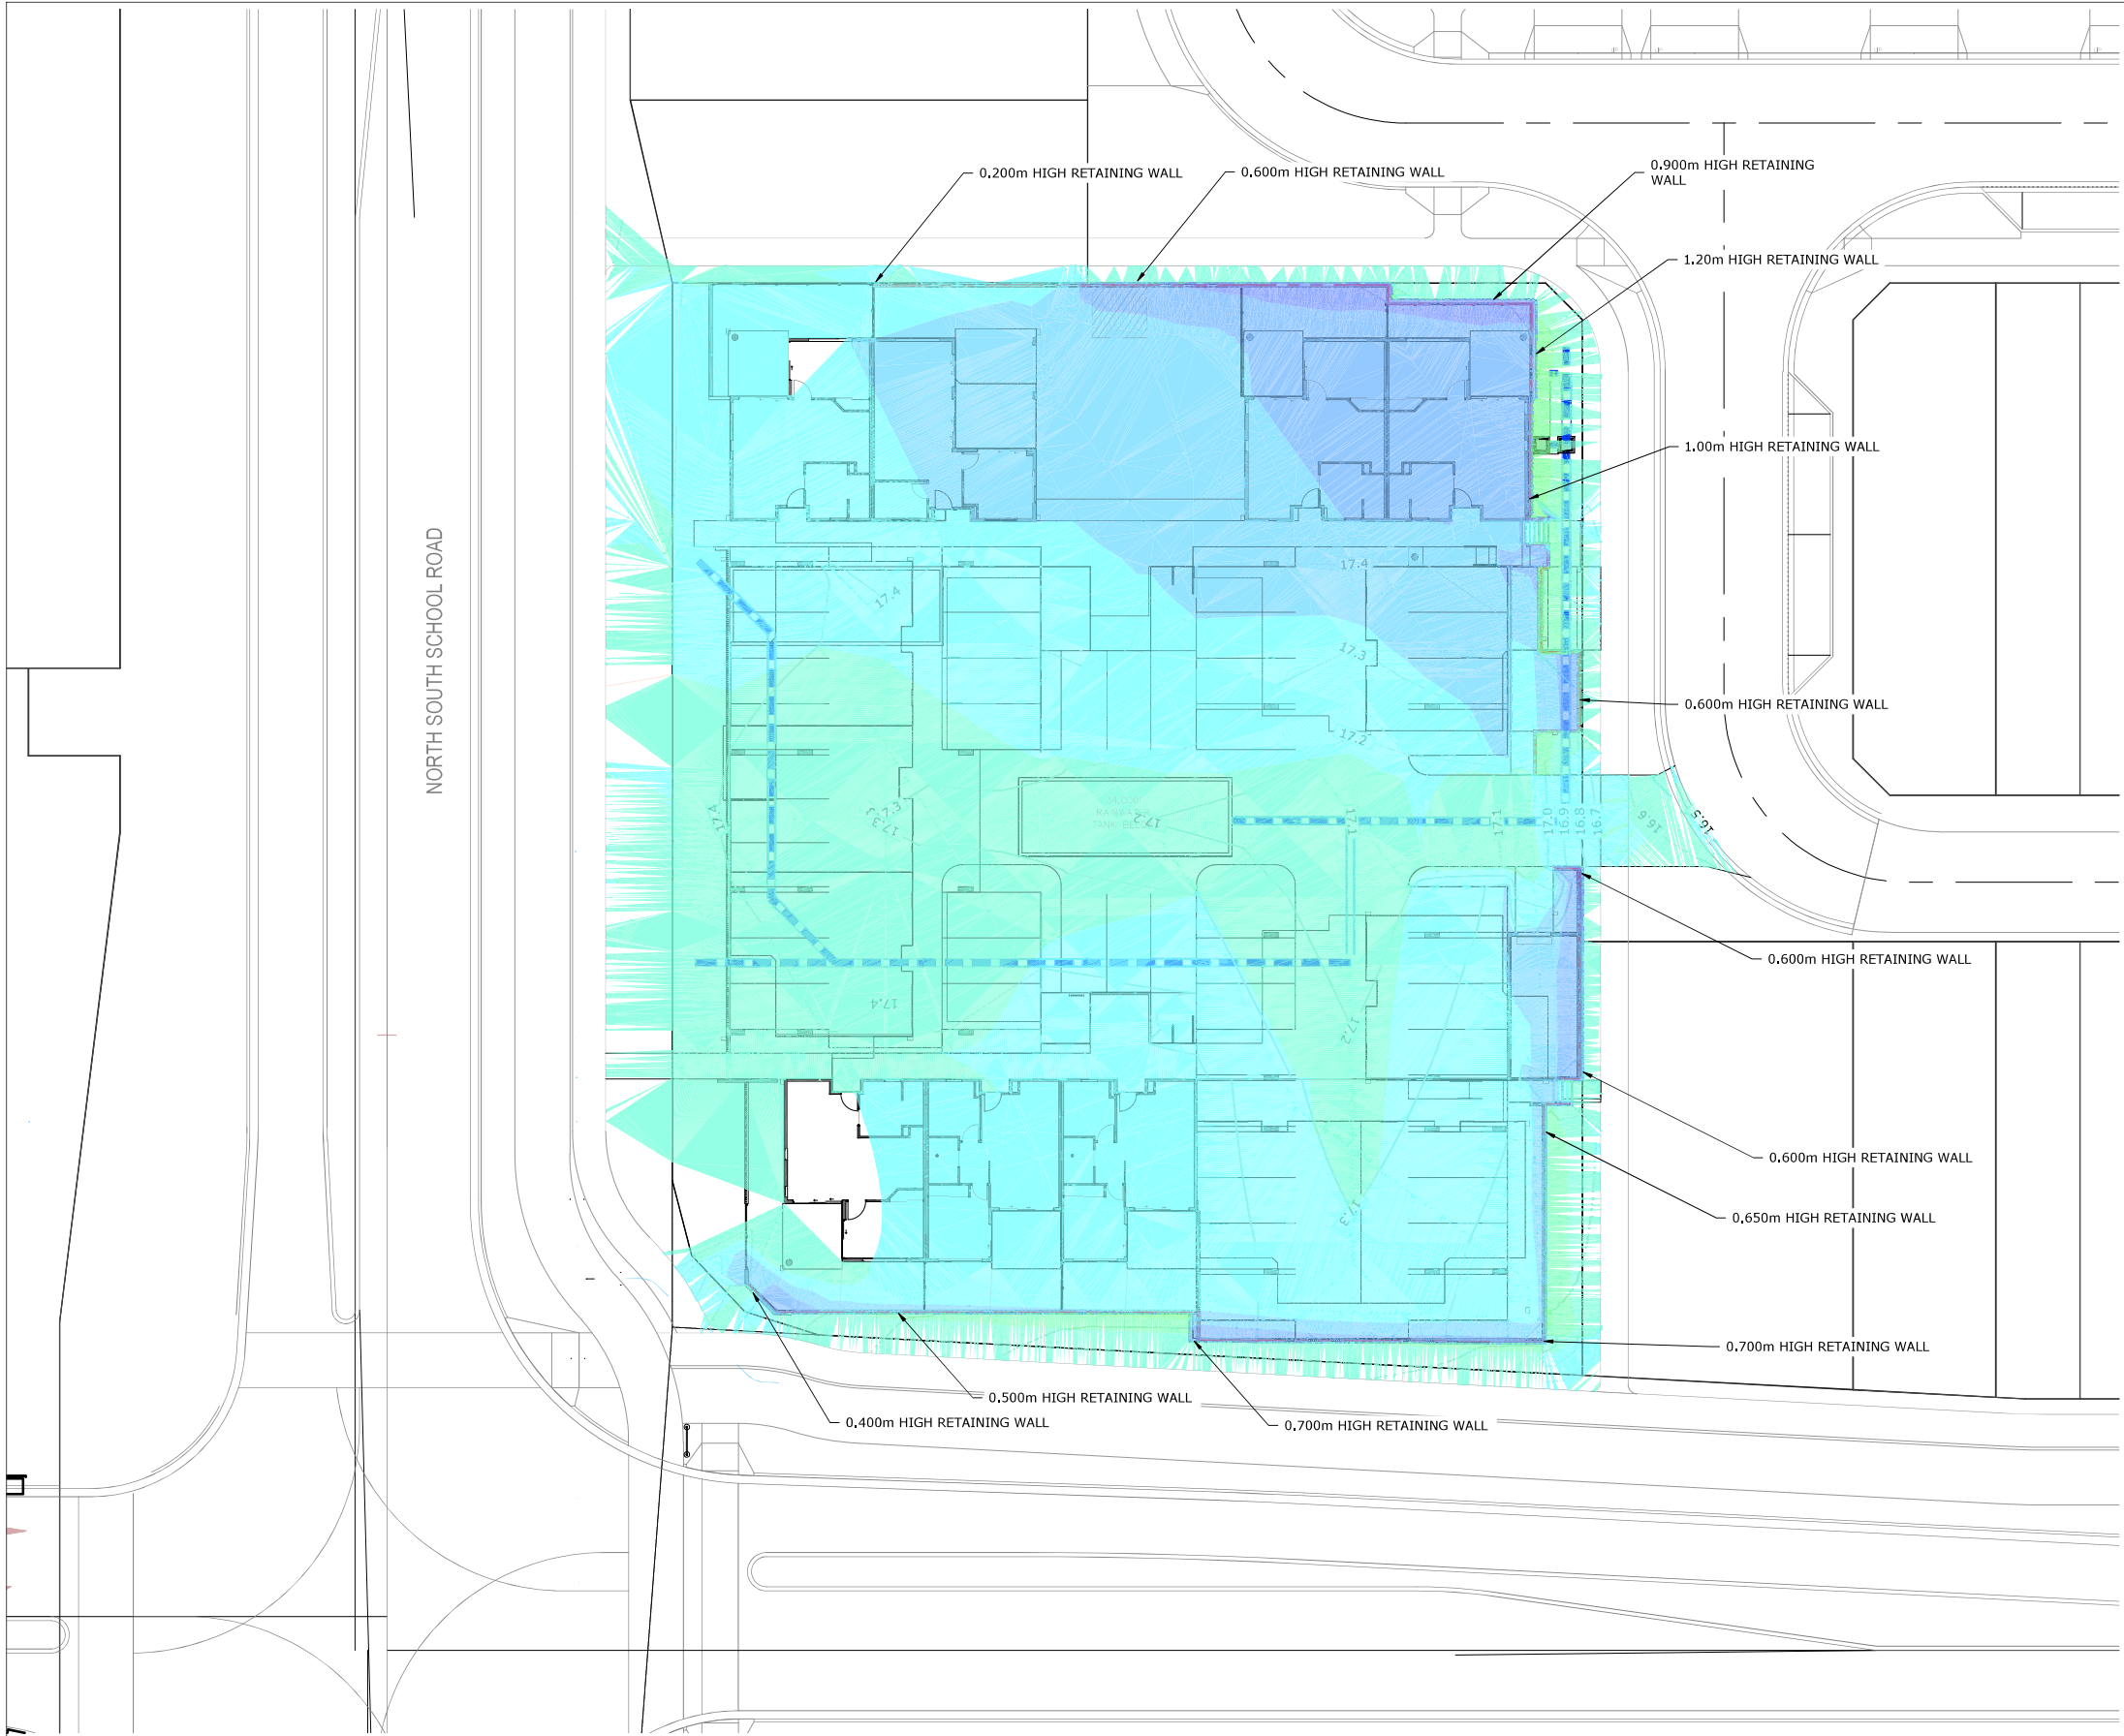 0.200m HIGH RETAINING WALL
0.600m HIGH RETAINING WALL
0.900m HIGH RETAINING
WALL
1.20m HIGH RETAINING WALL
1.00m HIGH RETAINING WALL
NORTH SOUTH SCHOOL ROAD
17.4
17.4
17.3
0.600m HIGH RETAINING WALL
17.2
17.4
17.3
17.3
RAINWATER
17.2
17.1
17.1
17.0
16.9
16.8
16.7
16.6
16.5
0.600m HIGH RETAINING WALL
17.4
17.2
0.600m HIGH RETAINING WALL
0.650m HIGH RETAINING WALL
17.3
0.700m HIGH RETAINING WALL
0.500m HIGH RETAINING WALL
0.400m HIGH RETAINING WALL
0.700m HIGH RETAINING WALL